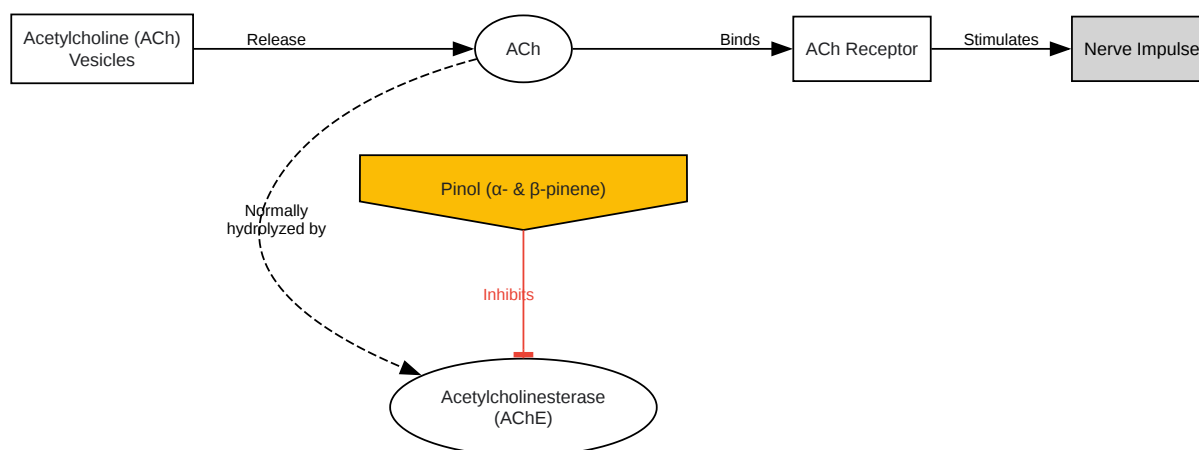 Acetylcholine (ACh)
Vesicles
Release
ACh
Binds
ACh Receptor
Stimulates
Nerve Impulse
Pinol (α- & β-pinene)
Normally
hydrolyzed by
Inhibits
Acetylcholinesterase
(AChE)